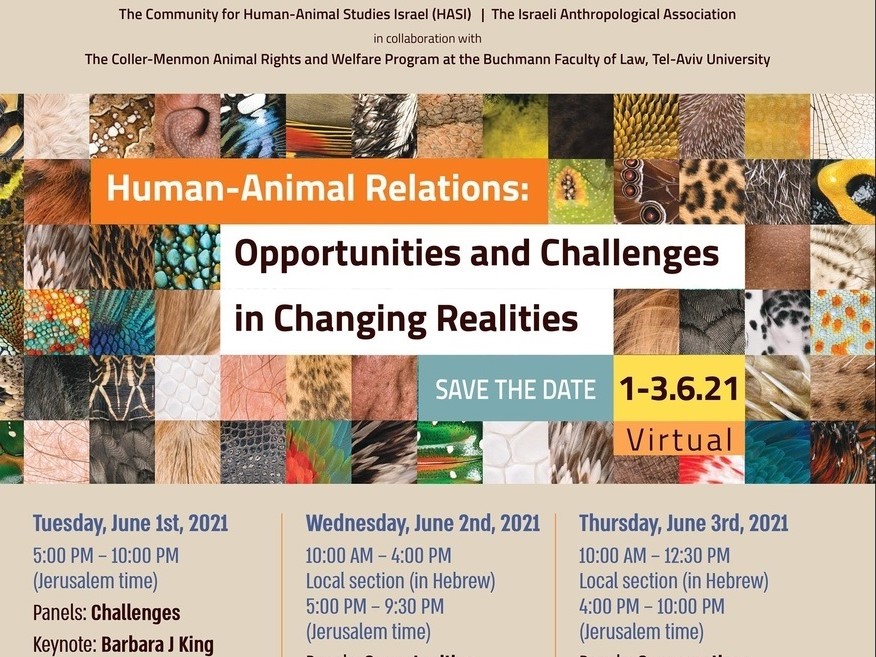 The Community for Human-Animal Studies Israel (HASI) | The Israeli Anthropological Association
in collaboration with
The Coller-Menmon Animal Rights and Welfare Program at the Buchmann Faculty of Law, Tel-Aviv University
Human-Animal Relations:
Opportunities and Challenges
in Changing Realities
SAVE THE DATE
1-3.6.21
Virtual
Tuesday, June 1st, 2021
5:00 PM – 10:00 PM
(Jerusalem time)
Panels: Challenges
Keynote: Barbara J King
Wednesday, June 2nd, 2021
10:00 AM – 4:00 PM
Local section (in Hebrew)
5:00 PM – 9:30 PM
(Jerusalem time)
Thursday, June 3rd, 2021
10:00 AM – 12:30 PM
Local section (in Hebrew)
4:00 PM – 10:00 PM
(Jerusalem time)